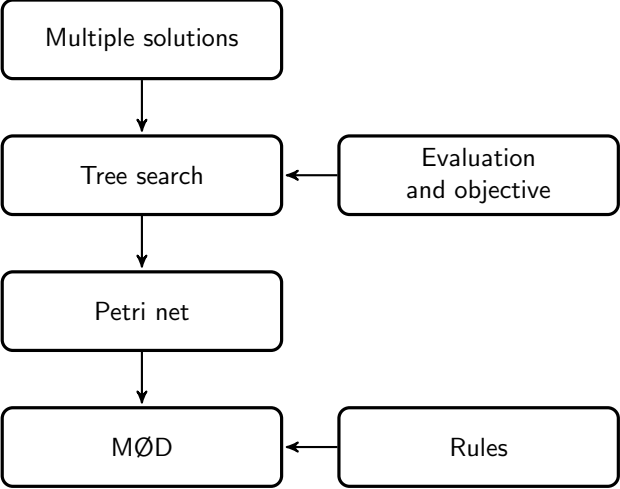 Multiple solutions
Tree search
Evaluation
and objective
Petri net
MØD
Rules